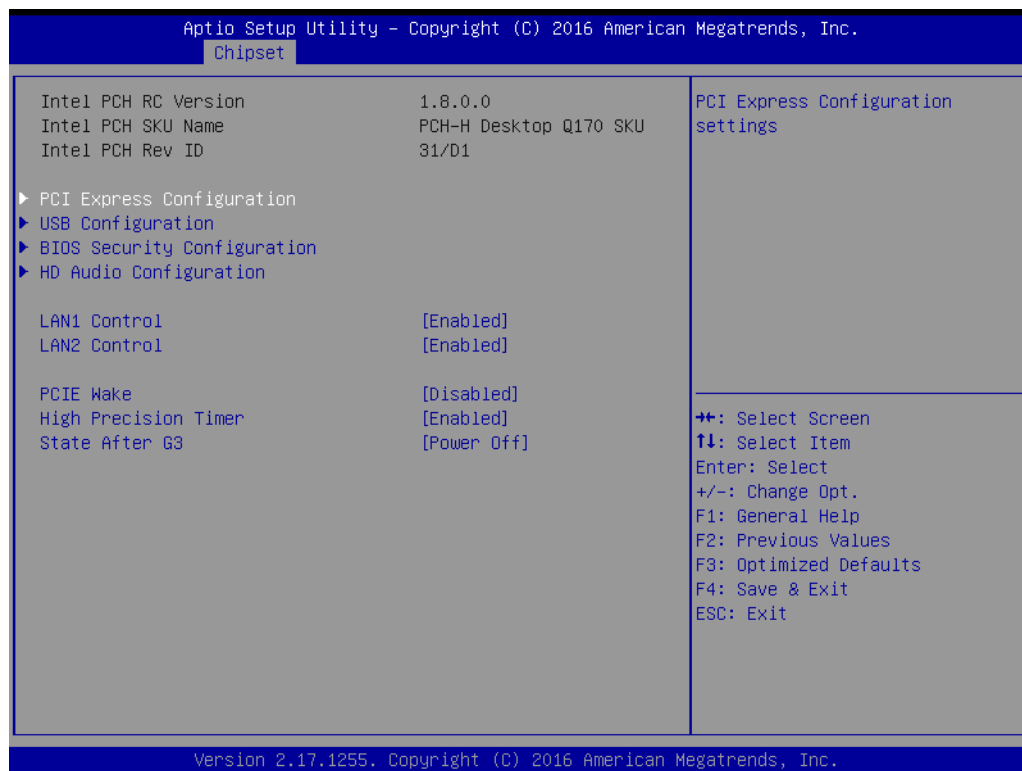 Aptio Setup Utility – Copyright (C) 2016 American Megatrends, Inc.
Chipset
Intel PCH RC Version 1.8.0.0
Intel PCH SKU Name PCH-H Desktop Q170 SKU
Intel PCH Rev ID 31/D1
PCI Express Configuration
USB Configuration
BIOS Security Configuration
HD Audio Configuration
LAN1 Control [Enabled]
LAN2 Control [Enabled]
PCIE Wake [Disabled]
High Precision Timer [Enabled]
State After G3 [Power Off]
PCI Express Configuration
settings
→←: Select Screen
↑↓: Select Item
Enter: Select
+/-: Change Opt.
F1: General Help
F2: Previous Values
F3: Optimized Defaults
F4: Save & Exit
ESC: Exit
Version 2.17.1255. Copyright (C) 2016 American Megatrends, Inc.